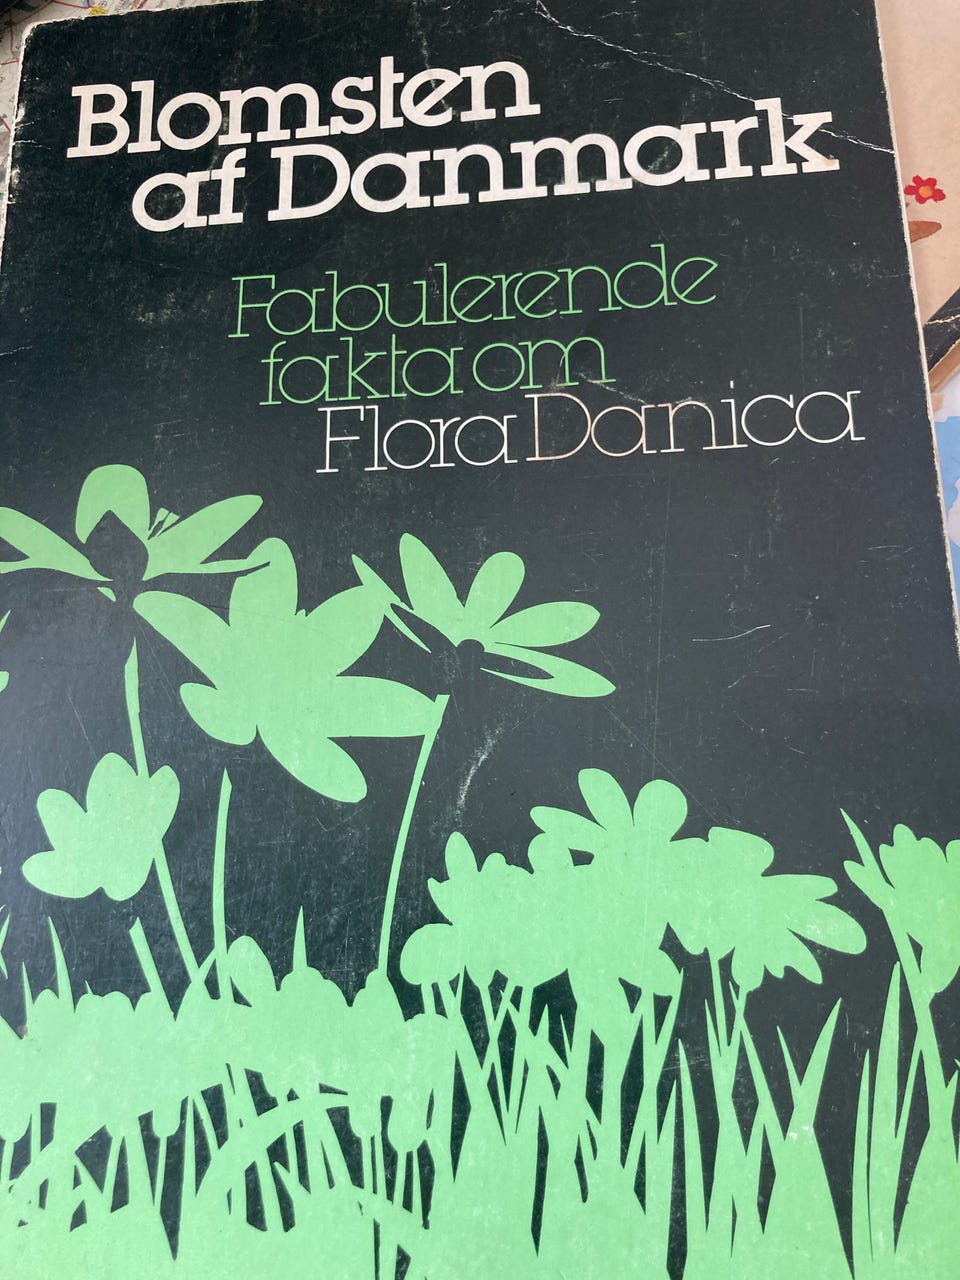 Blomsten
af Danmark
Fabulerende
fakta om
Flora Danica